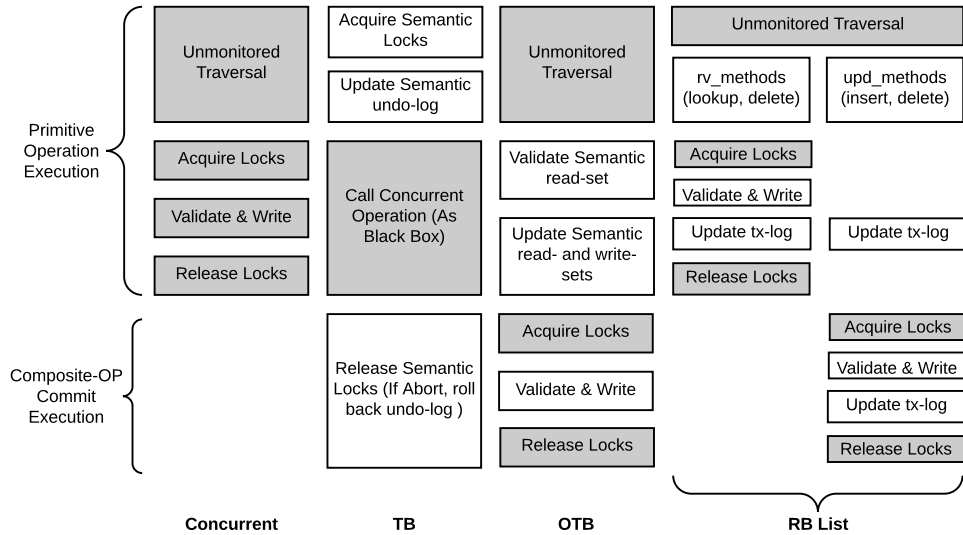 Unmonitored
Traversal
Acquire Semantic
Locks
Update Semantic
undo-log
Unmonitored
Traversal
Unmonitored Traversal
rv_methods
(lookup, delete)
upd_methods
(insert, delete)
Primitive
Operation
Execution
Acquire Locks
Validate & Write
Release Locks
Call Concurrent
Operation (As
Black Box)
Validate Semantic
read-set
Update Semantic
read- and write-
sets
Acquire Locks
Validate & Write
Update tx-log
Release Locks
Update tx-log
Composite-OP
Commit
Execution
Release Semantic
Locks (If Abort, roll
back undo-log )
Acquire Locks
Validate & Write
Release Locks
Acquire Locks
Validate & Write
Update tx-log
Release Locks
Concurrent
TB
OTB
RB List